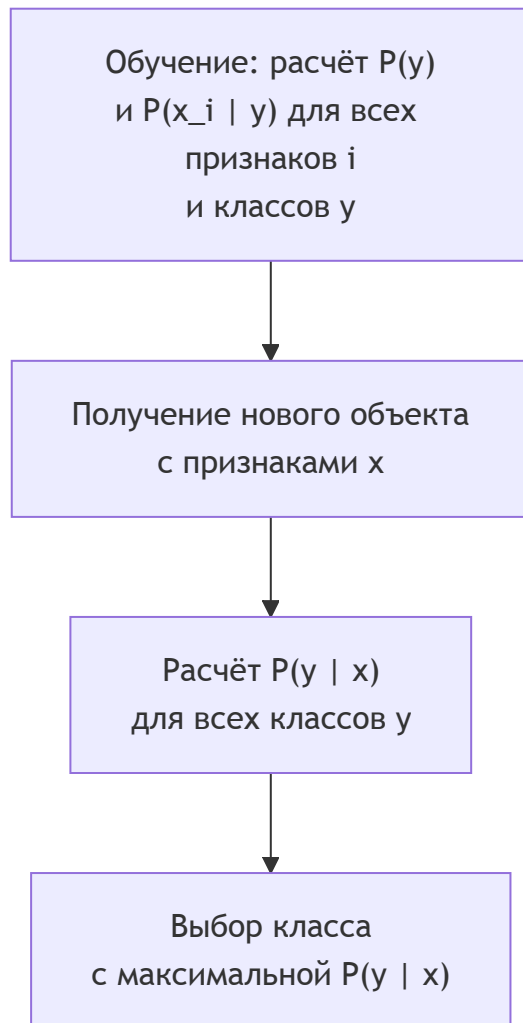 Обучение: расчёт P(y)
и P(x_i | y) для всех
признаков i
и классов y
Получение нового объекта
с признаками x
Расчёт P(y | x)
для всех классов y
Выбор класса
с максимальной P(y | x)